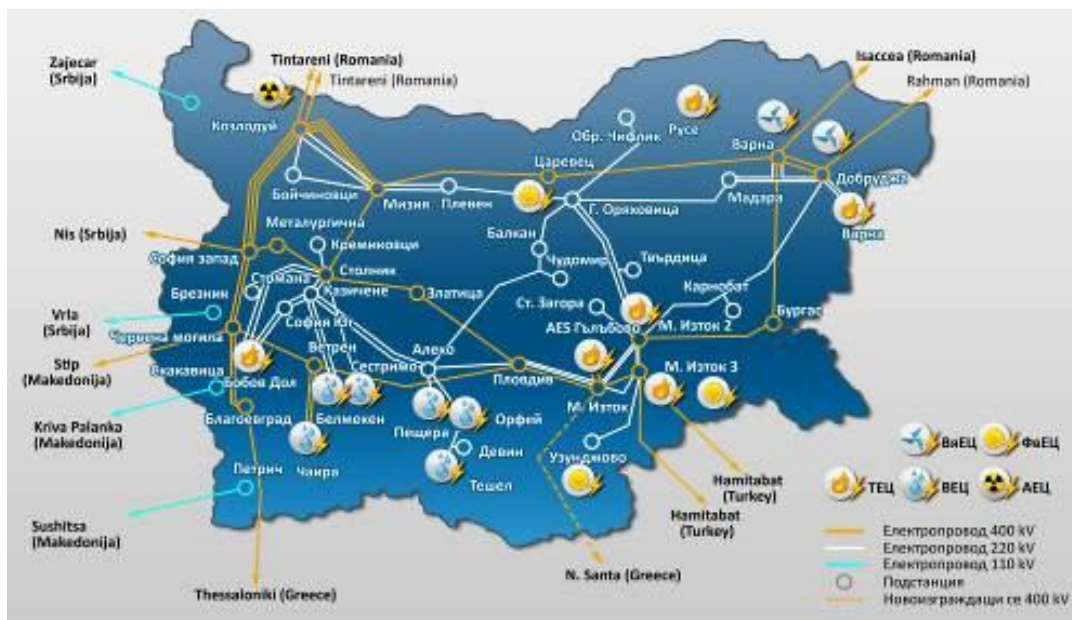 Zajecar
(Srbija)
Tintareni (Romania)
Tintareni (Romania)
Isaccea (Romania)
Rahman (Romania)
Козлодуй
Обр. Чифлик
Русе
Варна
Царевец
Добруджа
Бойчиновци
Мизия
Плевен
Г. Оряховица
Мадара
Варна
Металургична
Nis (Srbija)
Кремиковци
Балкан
София запад
Столник
Чудомир
Твърдица
Стомана
Казичене
Златица
Карнобат
Брезник
Ст. Загора
Vrla
(Srbija)
София Юг
AES Гълъбово
М. Изток 2
Бургас
Червена могила
Ветрен
Алеко
Stip
(Makedonija)
Скакавица
Бобов Дол
Сестримо
Пловдив
М. Изток 3
Kriva Palanka
(Makedonija)
Благоевград
Белмекен
Пещера
Орфей
М. Изток
Петрич
Чаира
Девин
Тешел
Узунджово
Hamitabat
(Turkey)
Hamitabat
(Turkey)
Sushitsa
(Makedonija)
Thessaloniki (Greece)
N. Santa (Greece)
ВяЕЦ
ФвЕЦ
ТЕЦ
ВЕЦ
АЕЦ
Електропровод 400 kV
Електропровод 220 kV
Електропровод 110 kV
Подстанция
Новоизграждащи се 400 kV